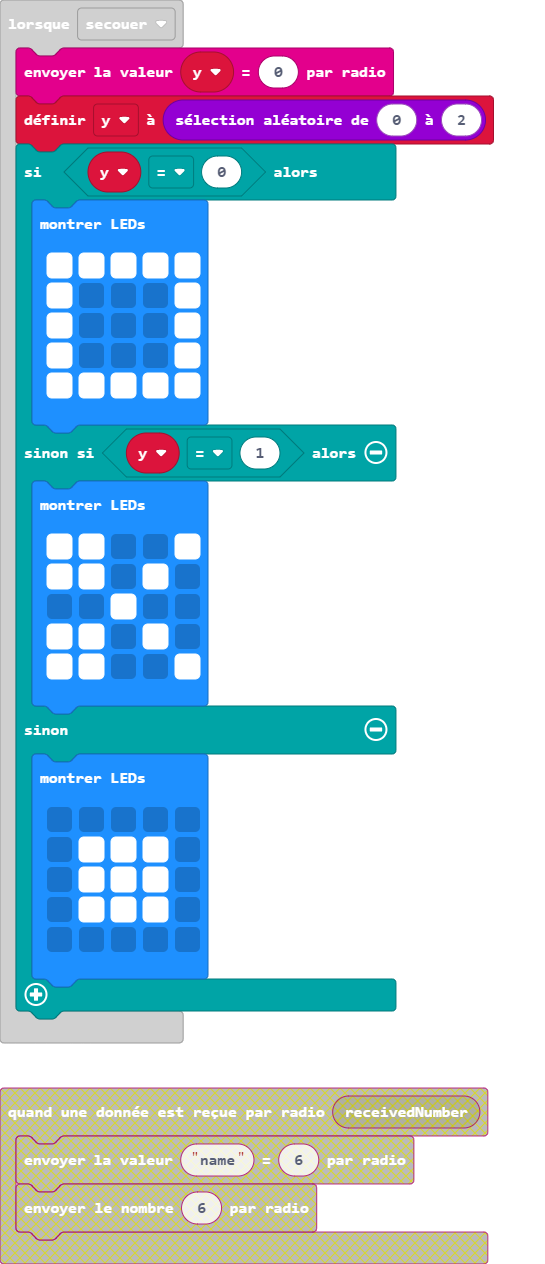 lorsque secouer
envoyer la valeur y = 0 par radio
définir y à sélection aléatoire de 0 à 2
si y = 0 alors
montrer LEDs
sinon si y = 1 alors
montrer LEDs
sinon
montrer LEDs
quand une donnée est reçue par radio receivedNumber
envoyer la valeur "name" = 6 par radio
envoyer le nombre 6 par radio